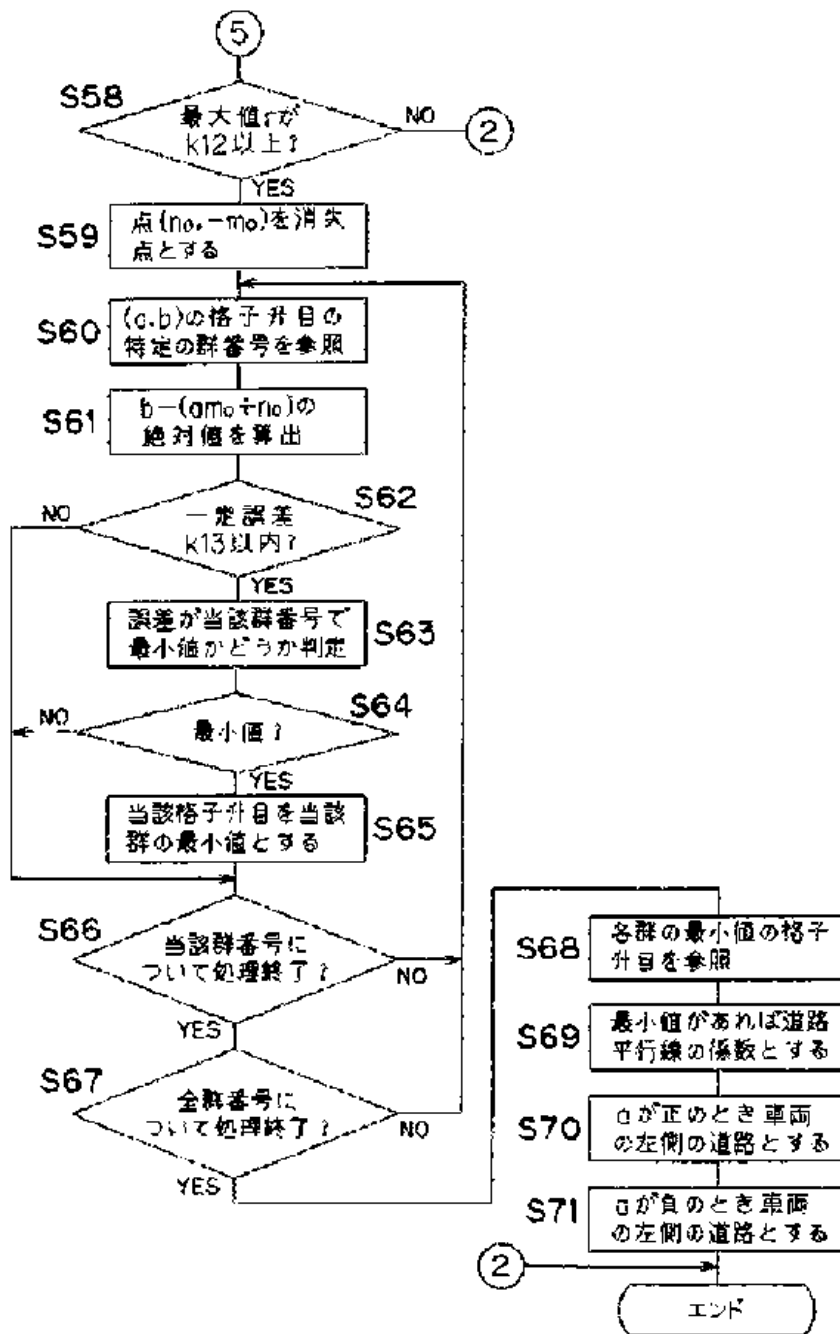 5
S58
最大値rが
k12以上?
NO
2
YES
S59
点(n₀,-m₀)を消失
点とする
S60
(a.b)の格子升目の
特定の群番号を参照
S61
b-(am₀+n₀)の
絶対値を算出
S62
NO
一定誤差
k13以内?
YES
S63
誤差が当該群番号で
最小値かどうか判定
S64
NO
最小値?
YES
S65
当該格子升目を当該
群の最小値とする
S66
当該群番号に
ついて処理終了?
NO
YES
S67
全群番号に
ついて処理終了?
NO
YES
S68
各群の最小値の格子
升目を参照
S69
最小値があれば道路
平行線の係数とする
S70
aが正のとき車両
の左側の道路とする
S71
aが負のとき車両
の左側の道路とする
2
エンド